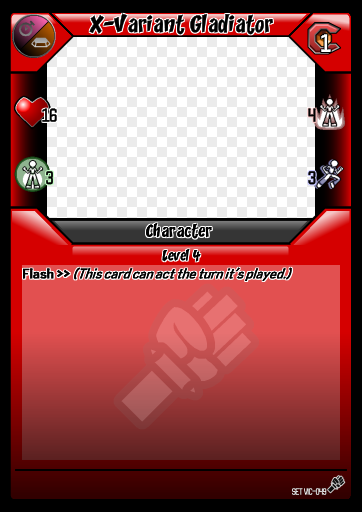 X-Variant Gladiator
C
1
16
4
3
3
Character
Level 4
Flash >> (This card can act the turn it's played.)
SET VIC-049